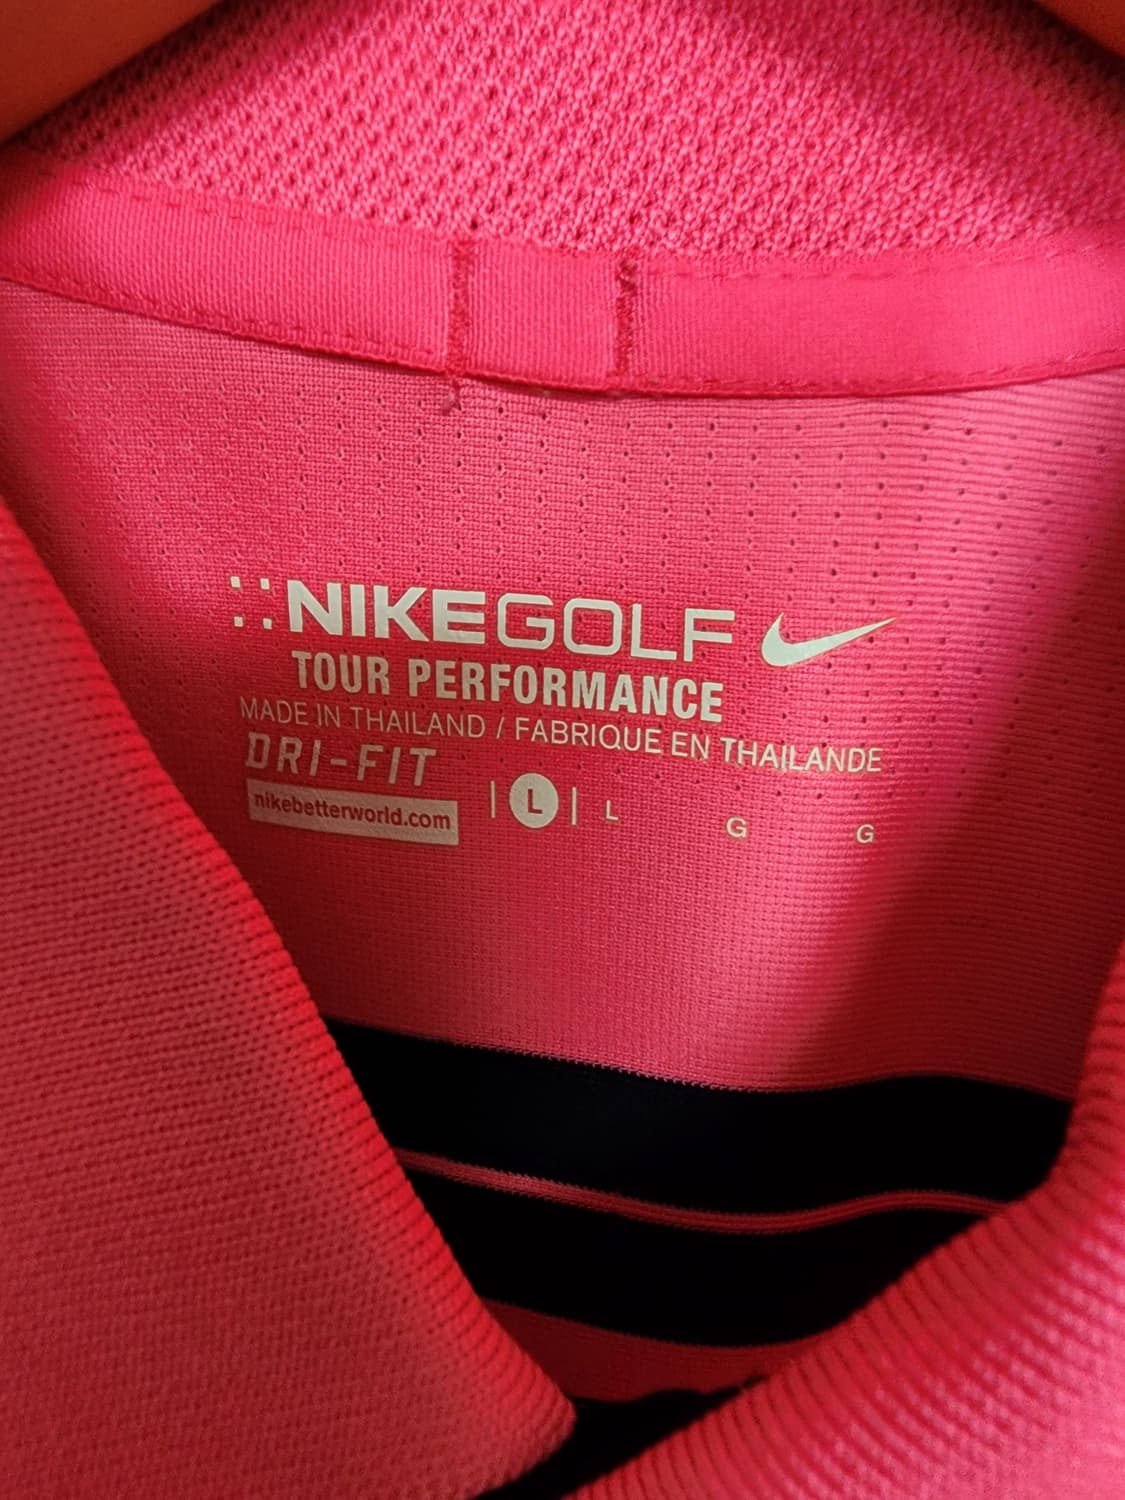 NIKEGOLF
TOUR PERFORMANCE
MADE IN THAILAND / FABRIQUE EN THAILANDE
DRI-FIT
nikebetterworld.com | L | L G G